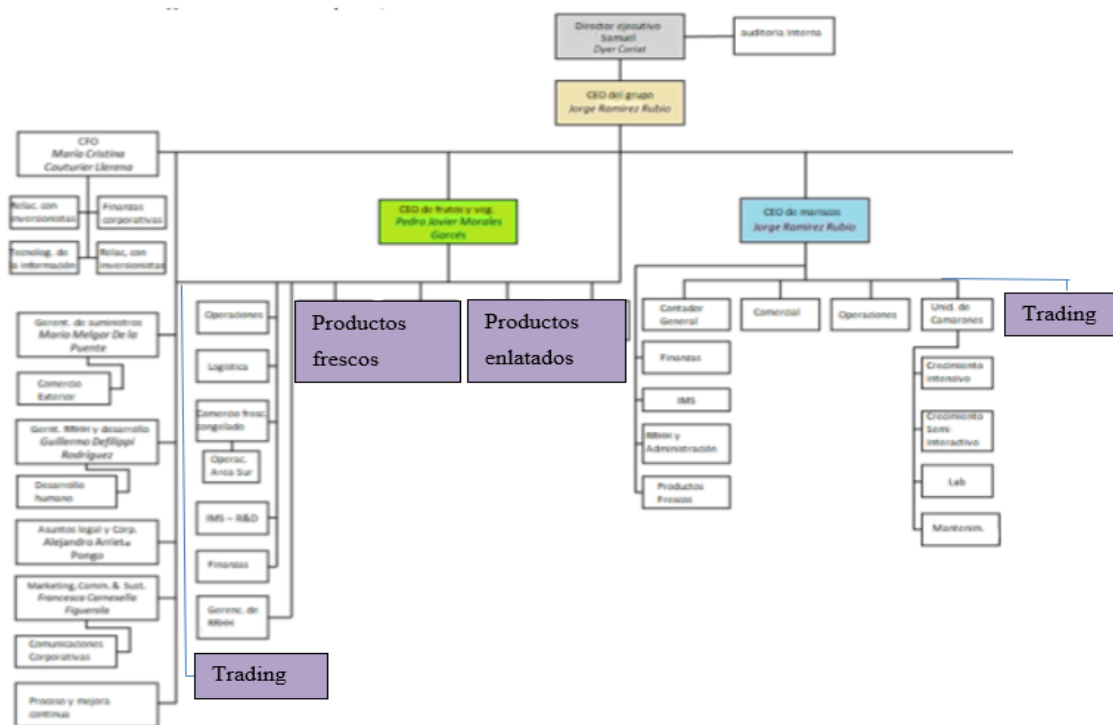 Director ejecutivo
Samuel
Dyer Coriat
auditoria interna
CEO del grupo
Jorge Ramirez Rubio
CFO
María Cristina
Couturier Llerena
Relac. con
inversionistas
Finanzas
corporativas
Tecnolog. de
la información
Relac. con
inversionistas
CEO de frutos y veg.
Pedro Javier Morales
Garcés
CEO de mariscos
Jorge Ramirez Rubio
Gerent. de suministros
Mario Melgar De la
Puente
Comercio
Exterior
Gernt. RRHH y desarrollo
Guillermo Defilippi
Rodríguez
Desarrollo
humano
Asuntos legal y Corp.
Alejandro Arrieta
Pongo
Marketing, Comm. & Sust.
Francesca Carnesella
Figuerola
Comunicaciones
Corporativas
Proceso y mejora
continua
Operaciones
Logística
Comercio fresc.
congelado
Operac.
Area Sur
IMS – R&D
Finanzas
Gerenc. de
RRHH
Trading
Productos
frescos
Productos
enlatados
Contador
General
Finanzas
IMS
RRHH y
Administración
Productos
Frescos
Comercial
Operaciones
Unid. de
Camarones
Crecimiento
Intensivo
Crecimiento
Semi-
Interactivo
Lab
Mantenim.
Trading